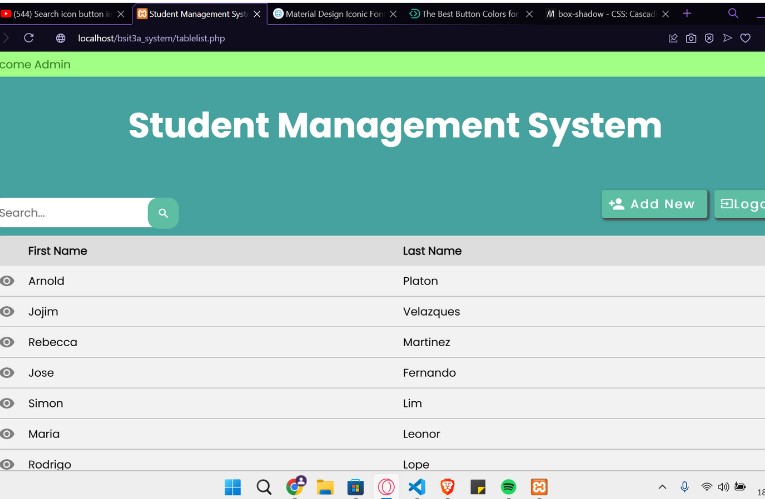 (544) Search icon button in
Student Management Syst
Material Design Iconic Fon
The Best Button Colors for
box-shadow - CSS: Cascad
localhost/bsit3a_system/tablelist.php
come Admin
Student Management System
Search...
Add New
Logo
First Name Last Name
Arnold Platon
Jojim Velazques
Rebecca Martinez
Jose Fernando
Simon Lim
Maria Leonor
Rodrigo Lope
18